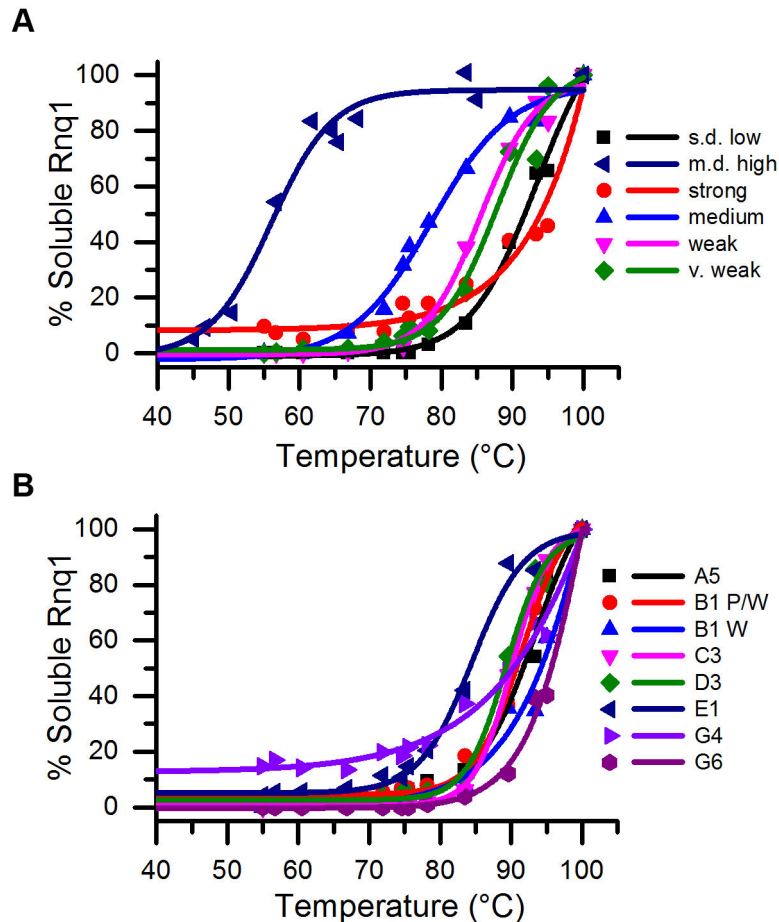 A
% Soluble Rnq1
100
80
60
40
20
0
40 50 60 70 80 90 100
Temperature (°C)
s.d. low
m.d. high
strong
medium
weak
v. weak
B
% Soluble Rnq1
100
80
60
40
20
0
40 50 60 70 80 90 100
Temperature (°C)
A5
B1 P/W
B1 W
C3
D3
E1
G4
G6